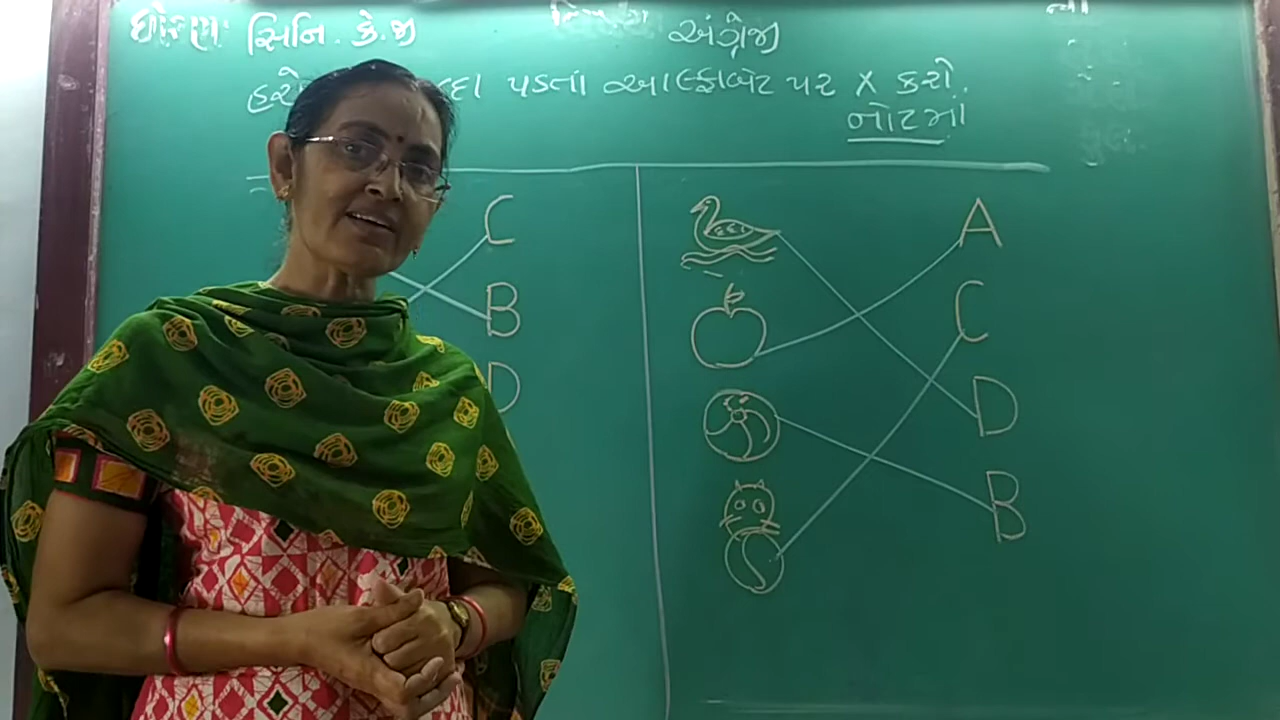 ધોરણ સિનિ. કે.જી
અંગ્રેજી
પડતા આલ્ફાબેટ પર X કરો.
નોટમાં
C
B
D
A
C
D
B